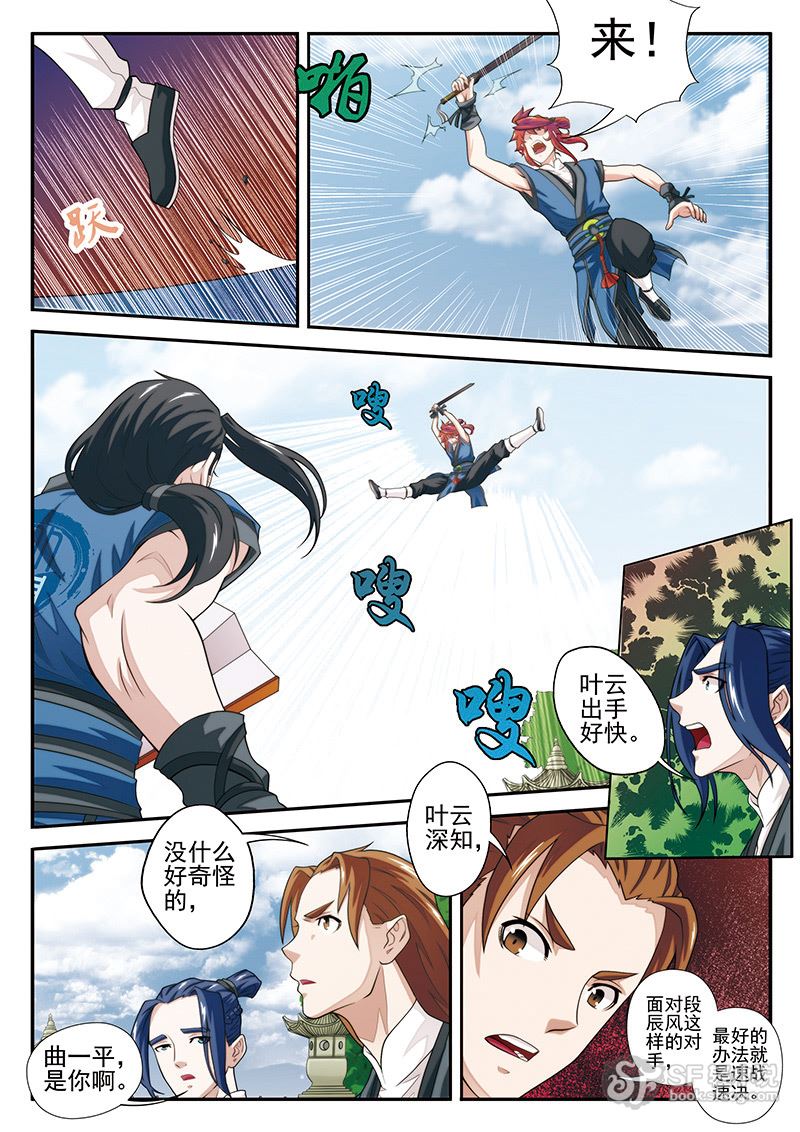 跃
啪
来！
嗖
嗖
嗖
叶云
出手
好快。
没什么
好奇怪
的，
曲一平，
是你啊。
叶云
深知，
面对段
辰风这
样的对
手，
最好的
办法就
是速战
速决。
SF